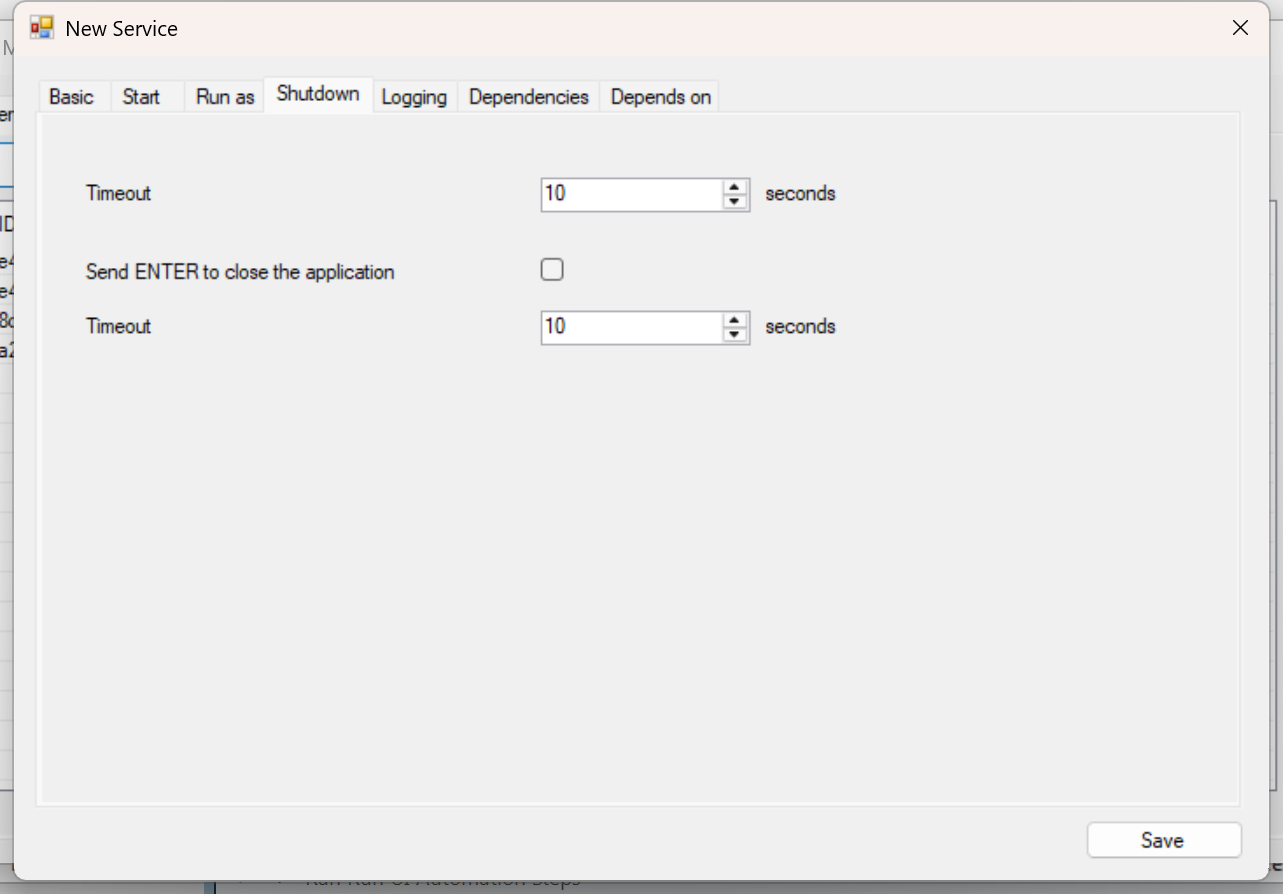 New Service
Basic Start Run as Shutdown Logging Dependencies Depends on
Timeout 10 seconds
Send ENTER to close the application
Timeout 10 seconds
Save